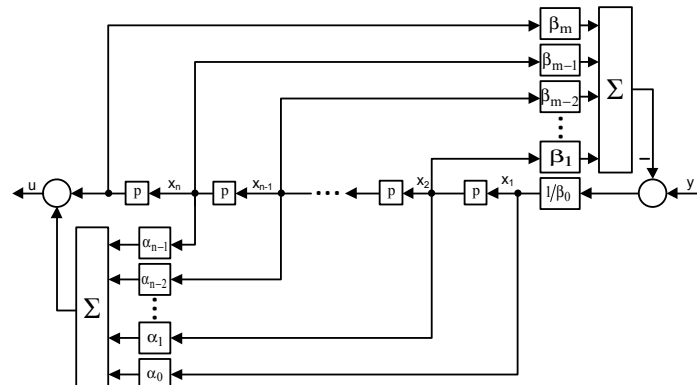 βₘ
βₘ₋₁
βₘ₋₂
Σ
β₁
u p xₙ p xₙ₋₁ p x₂ p x₁ 1/β₀ − y
αₙ₋₁
αₙ₋₂
Σ
α₁
α₀